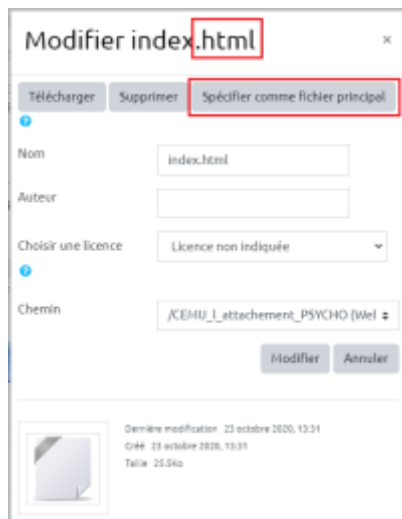 Modifier index.html ×
Télécharger Supprimer Spécifier comme fichier principal
?
Nom index.html
Auteur
Choisir une licence Licence non indiquée
?
Chemin /CEMU_l_attachement_PSYCHO (Wel
Modifier Annuler
Dernière modification 23 octobre 2020, 13:31
Créé 23 octobre 2020, 13:31
Taille 25.5Ko